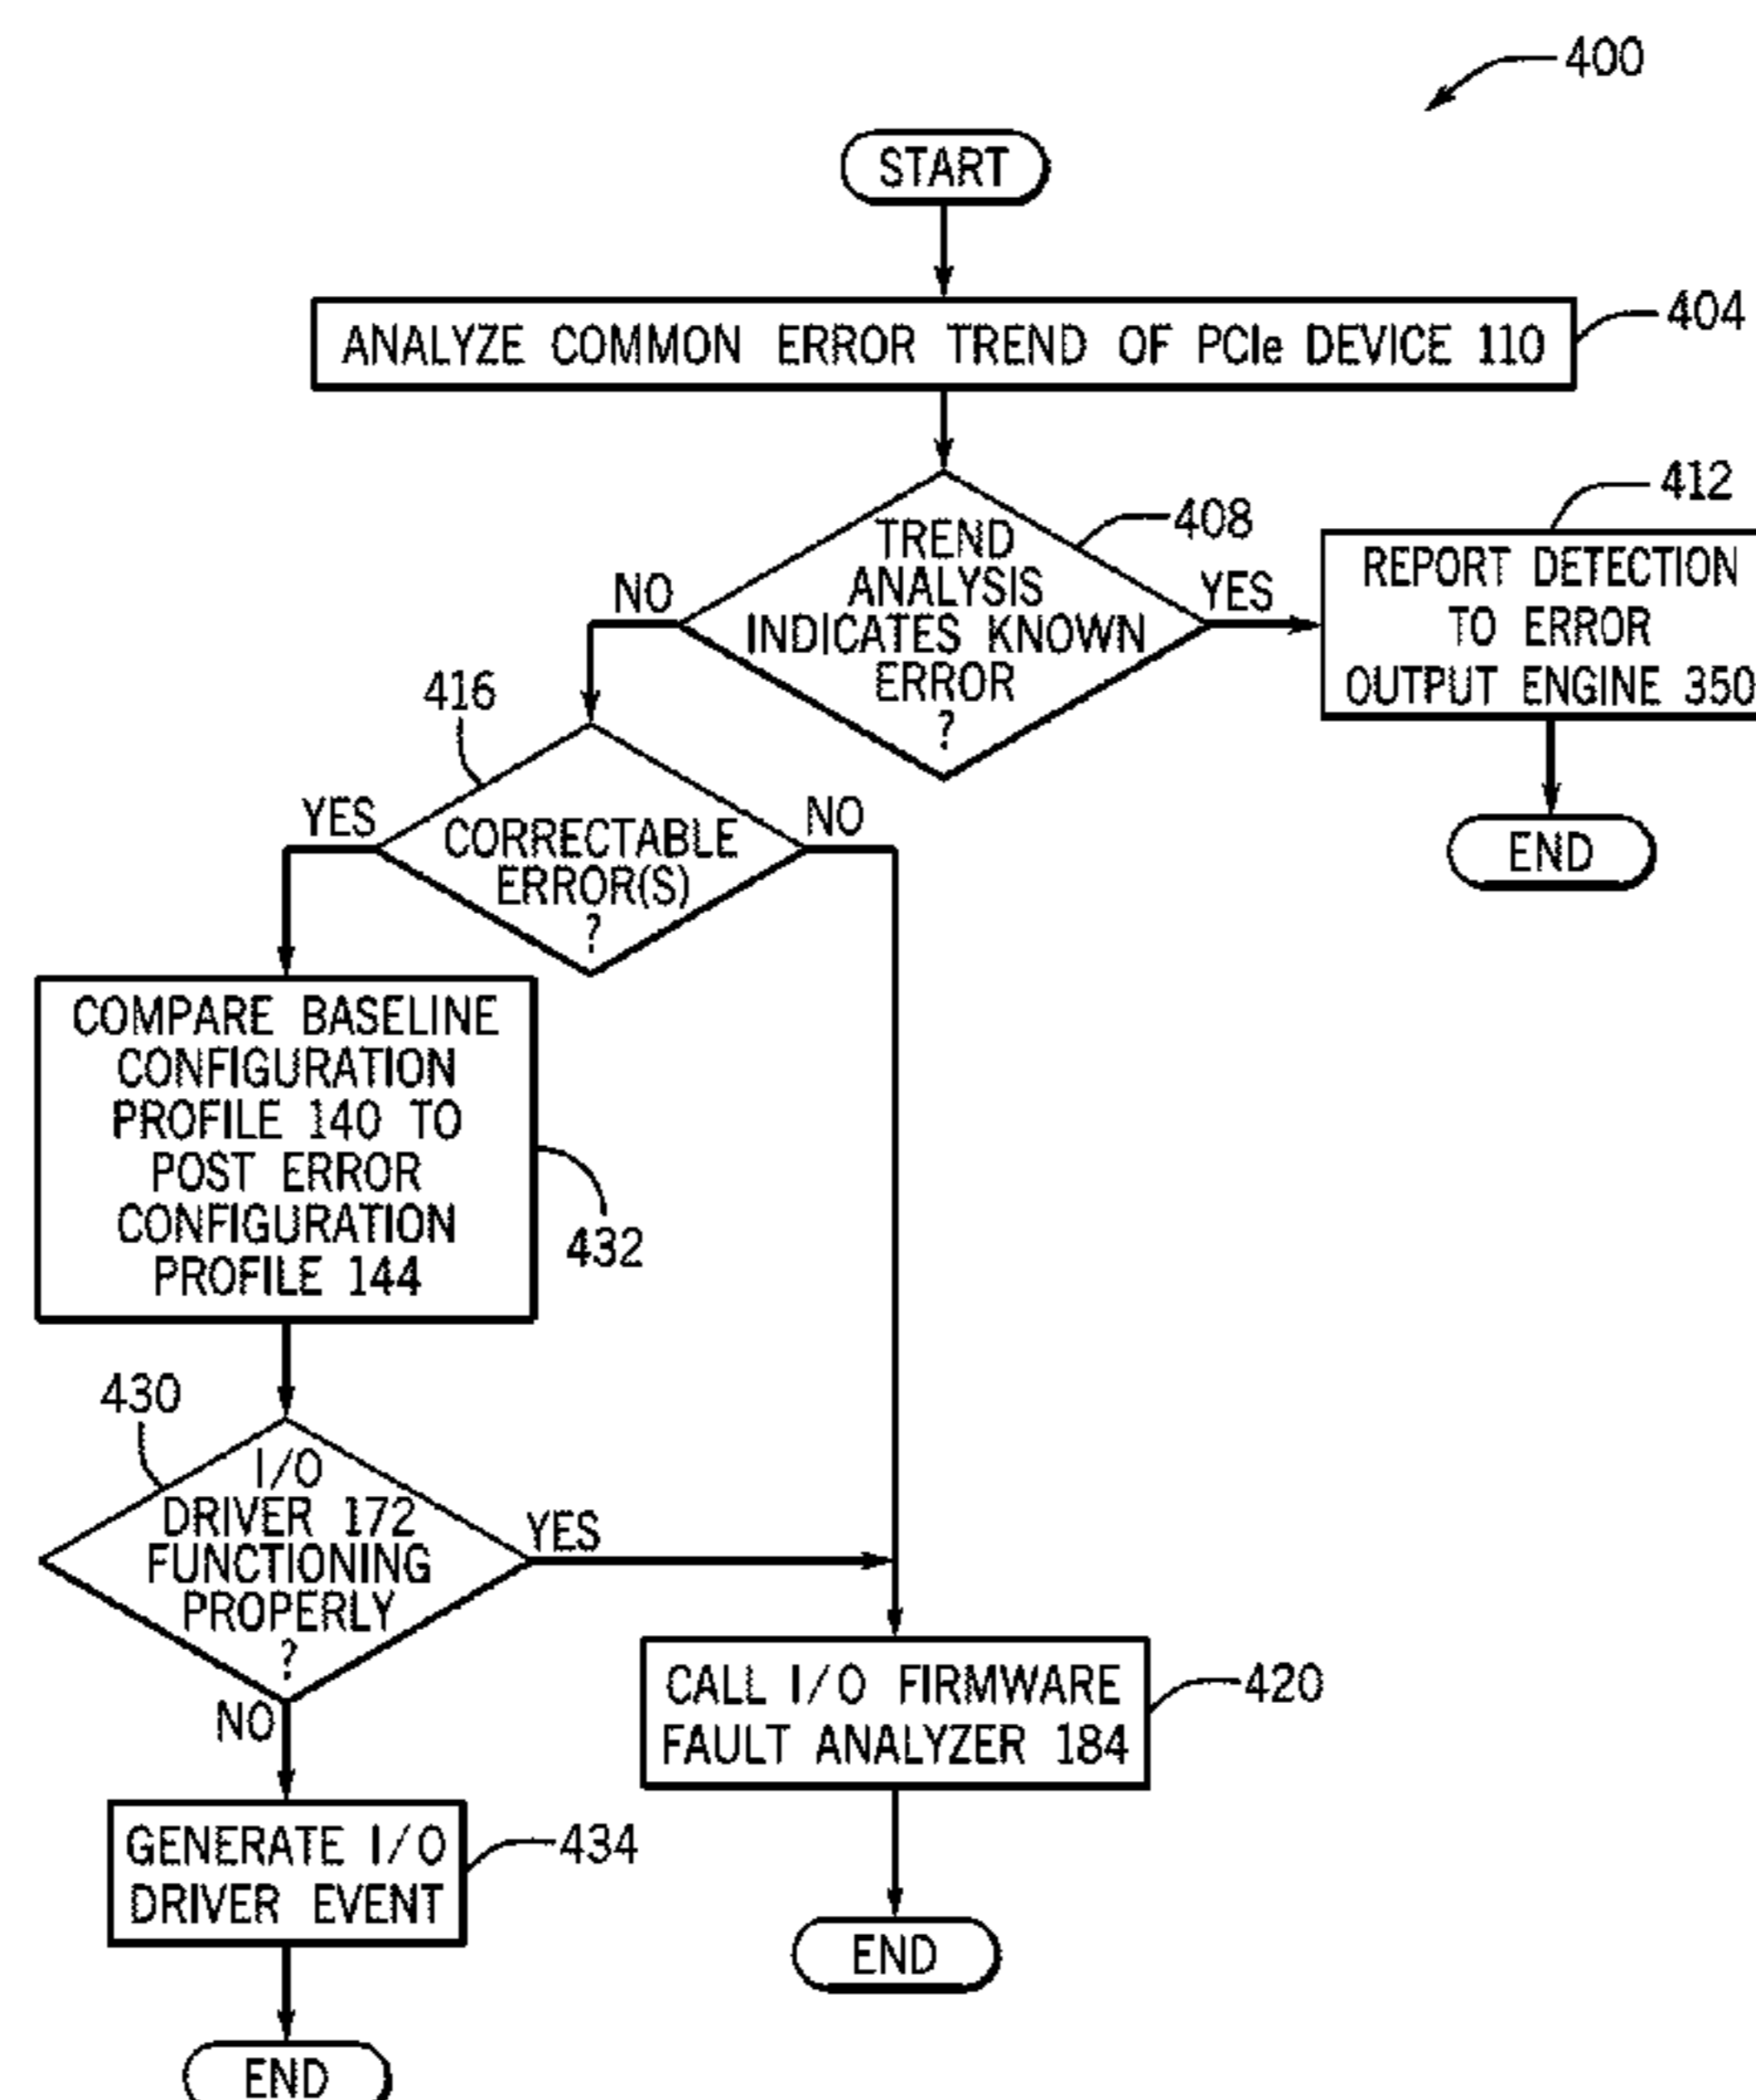 400
START
ANALYZE COMMON ERROR TREND OF PCIe DEVICE 110
404
TREND
ANALYSIS
INDICATES KNOWN
ERROR
?
408
NO
YES
412
REPORT DETECTION
TO ERROR
OUTPUT ENGINE 350
END
416
CORRECTABLE
ERROR(S)
?
YES
NO
COMPARE BASELINE
CONFIGURATION
PROFILE 140 TO
POST ERROR
CONFIGURATION
PROFILE 144
432
430
I/O
DRIVER 172
FUNCTIONING
PROPERLY
?
YES
NO
CALL I/O FIRMWARE
FAULT ANALYZER 184
420
END
GENERATE I/O
DRIVER EVENT
434
END